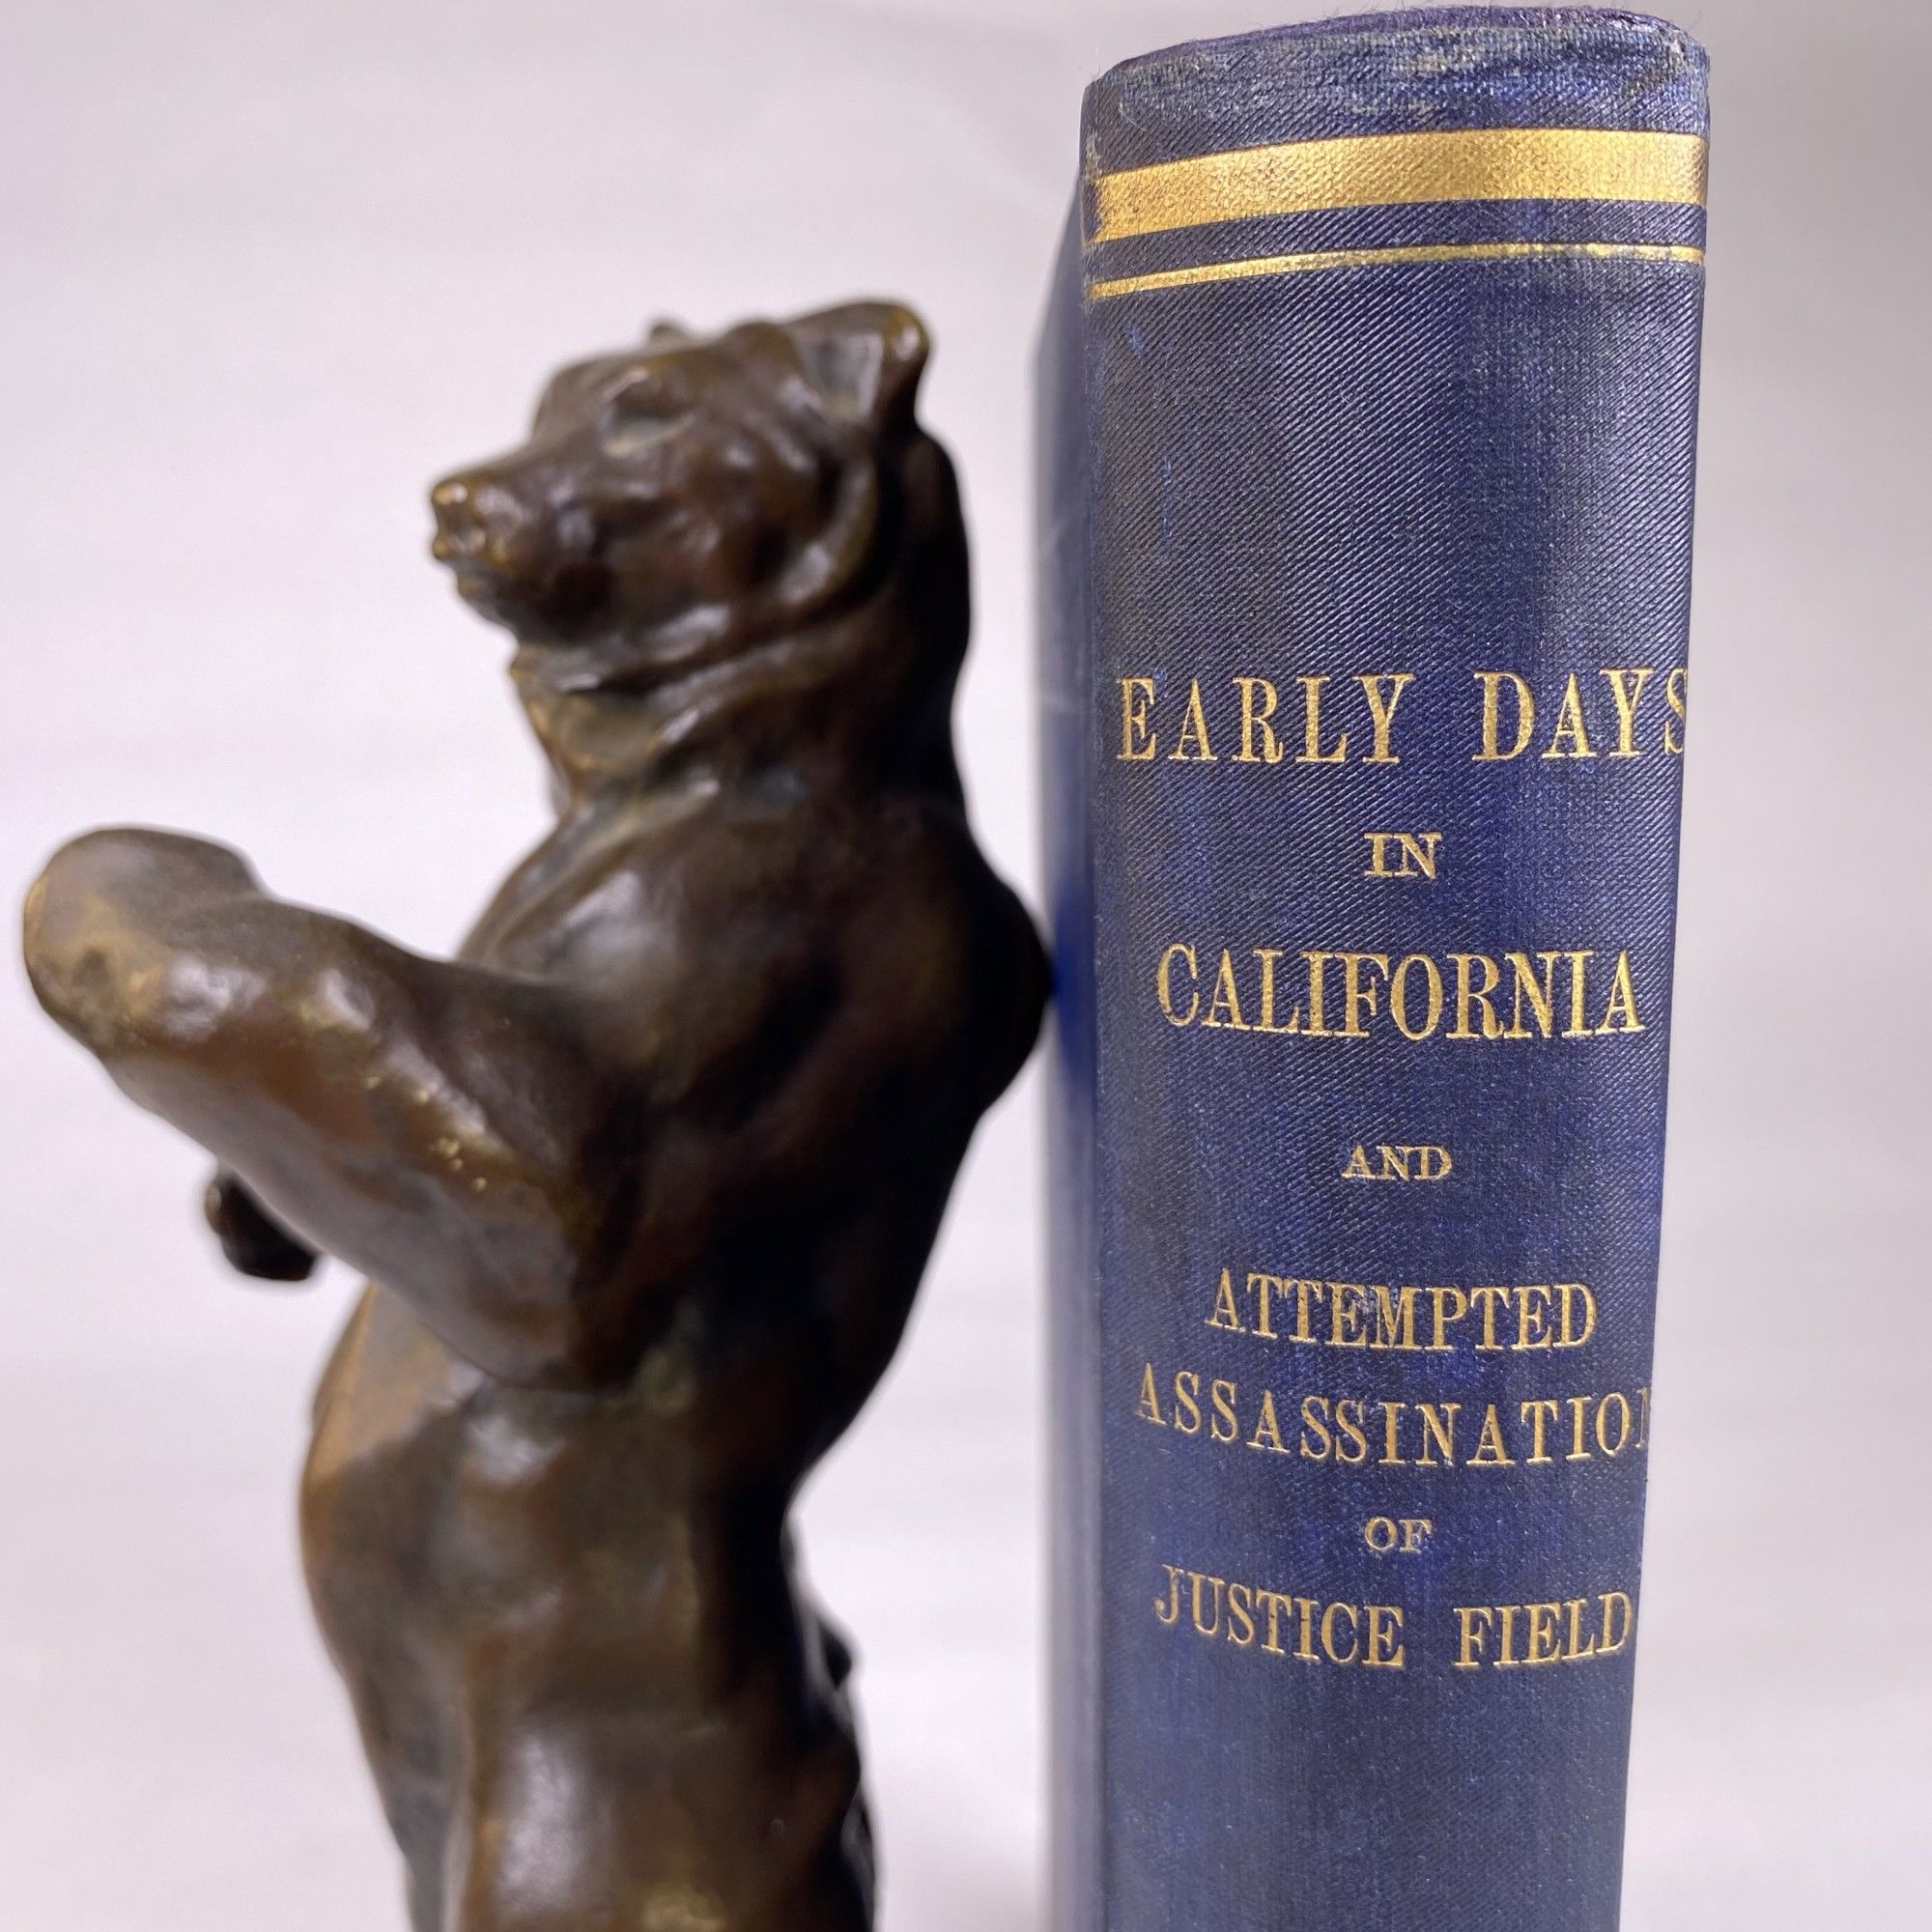 EARLY DAYS
IN
CALIFORNIA
AND
ATTEMPTED
ASSASSINATION
OF
JUSTICE FIELD